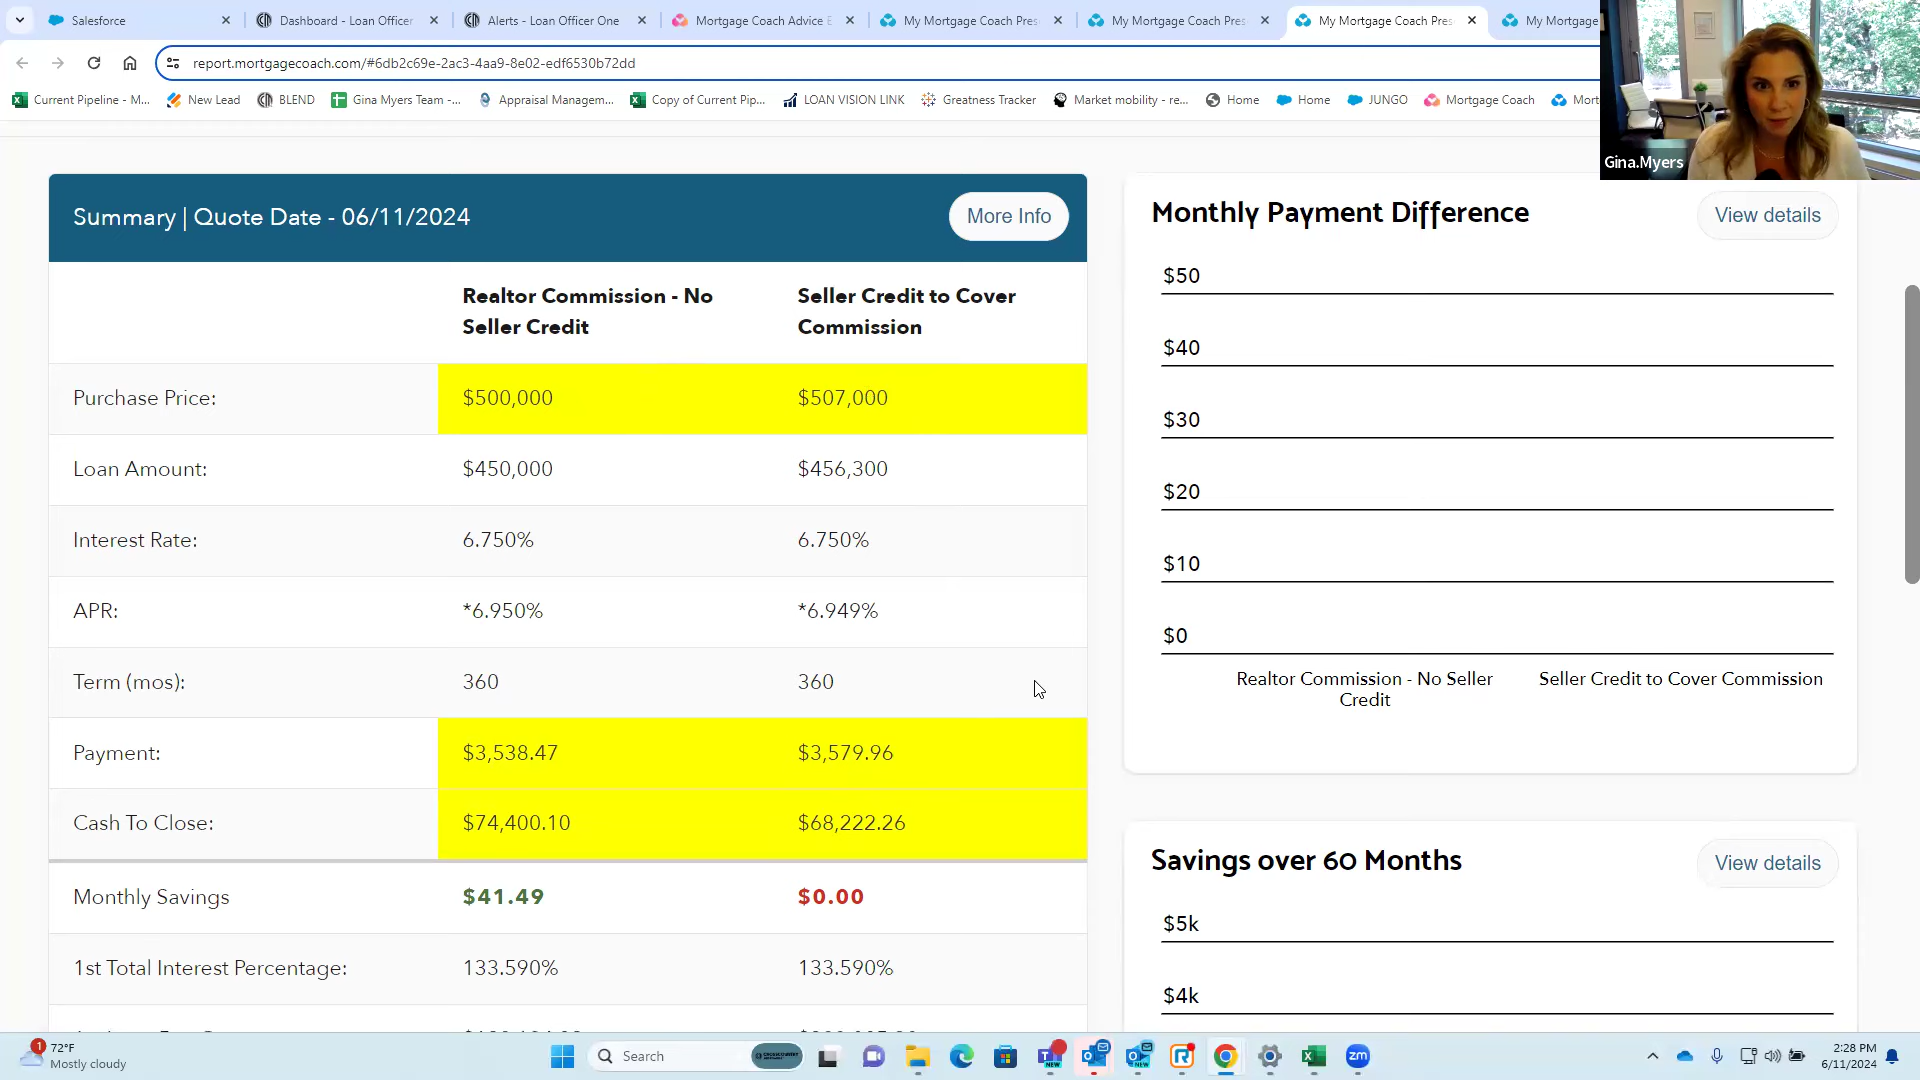 Salesforce
Dashboard - Loan Officer
Alerts - Loan Officer One
Mortgage Coach Advice E
My Mortgage Coach Pres
My Mortgage Coach Pres
My Mortgage Coach Pres
My Mortgage
report.mortgagecoach.com/#6db2c69e-2ac3-4aa9-8e02-edf6530b72dd
Current Pipeline - M...
New Lead
BLEND
Gina Myers Team -...
Appraisal Managem...
Copy of Current Pip...
LOAN VISION LINK
Greatness Tracker
Market mobility - re...
Home
Home
JUNGO
Mortgage Coach
Mort
Gina.Myers
Summary | Quote Date - 06/11/2024
More Info
Realtor Commission - No
Seller Credit
Seller Credit to Cover
Commission
Purchase Price: $500,000 $507,000
Loan Amount: $450,000 $456,300
Interest Rate: 6.750% 6.750%
APR: *6.950% *6.949%
Term (mos): 360 360
Payment: $3,538.47 $3,579.96
Cash To Close: $74,400.10 $68,222.26
Monthly Savings $41.49 $0.00
1st Total Interest Percentage: 133.590% 133.590%
Monthly Payment Difference
View details
$50
$40
$30
$20
$10
$0
Realtor Commission - No Seller
Credit
Seller Credit to Cover Commission
Savings over 60 Months
View details
$5k
$4k
1
72°F
Mostly cloudy
Search
NEW
NEW
zm
2:28 PM
6/11/2024